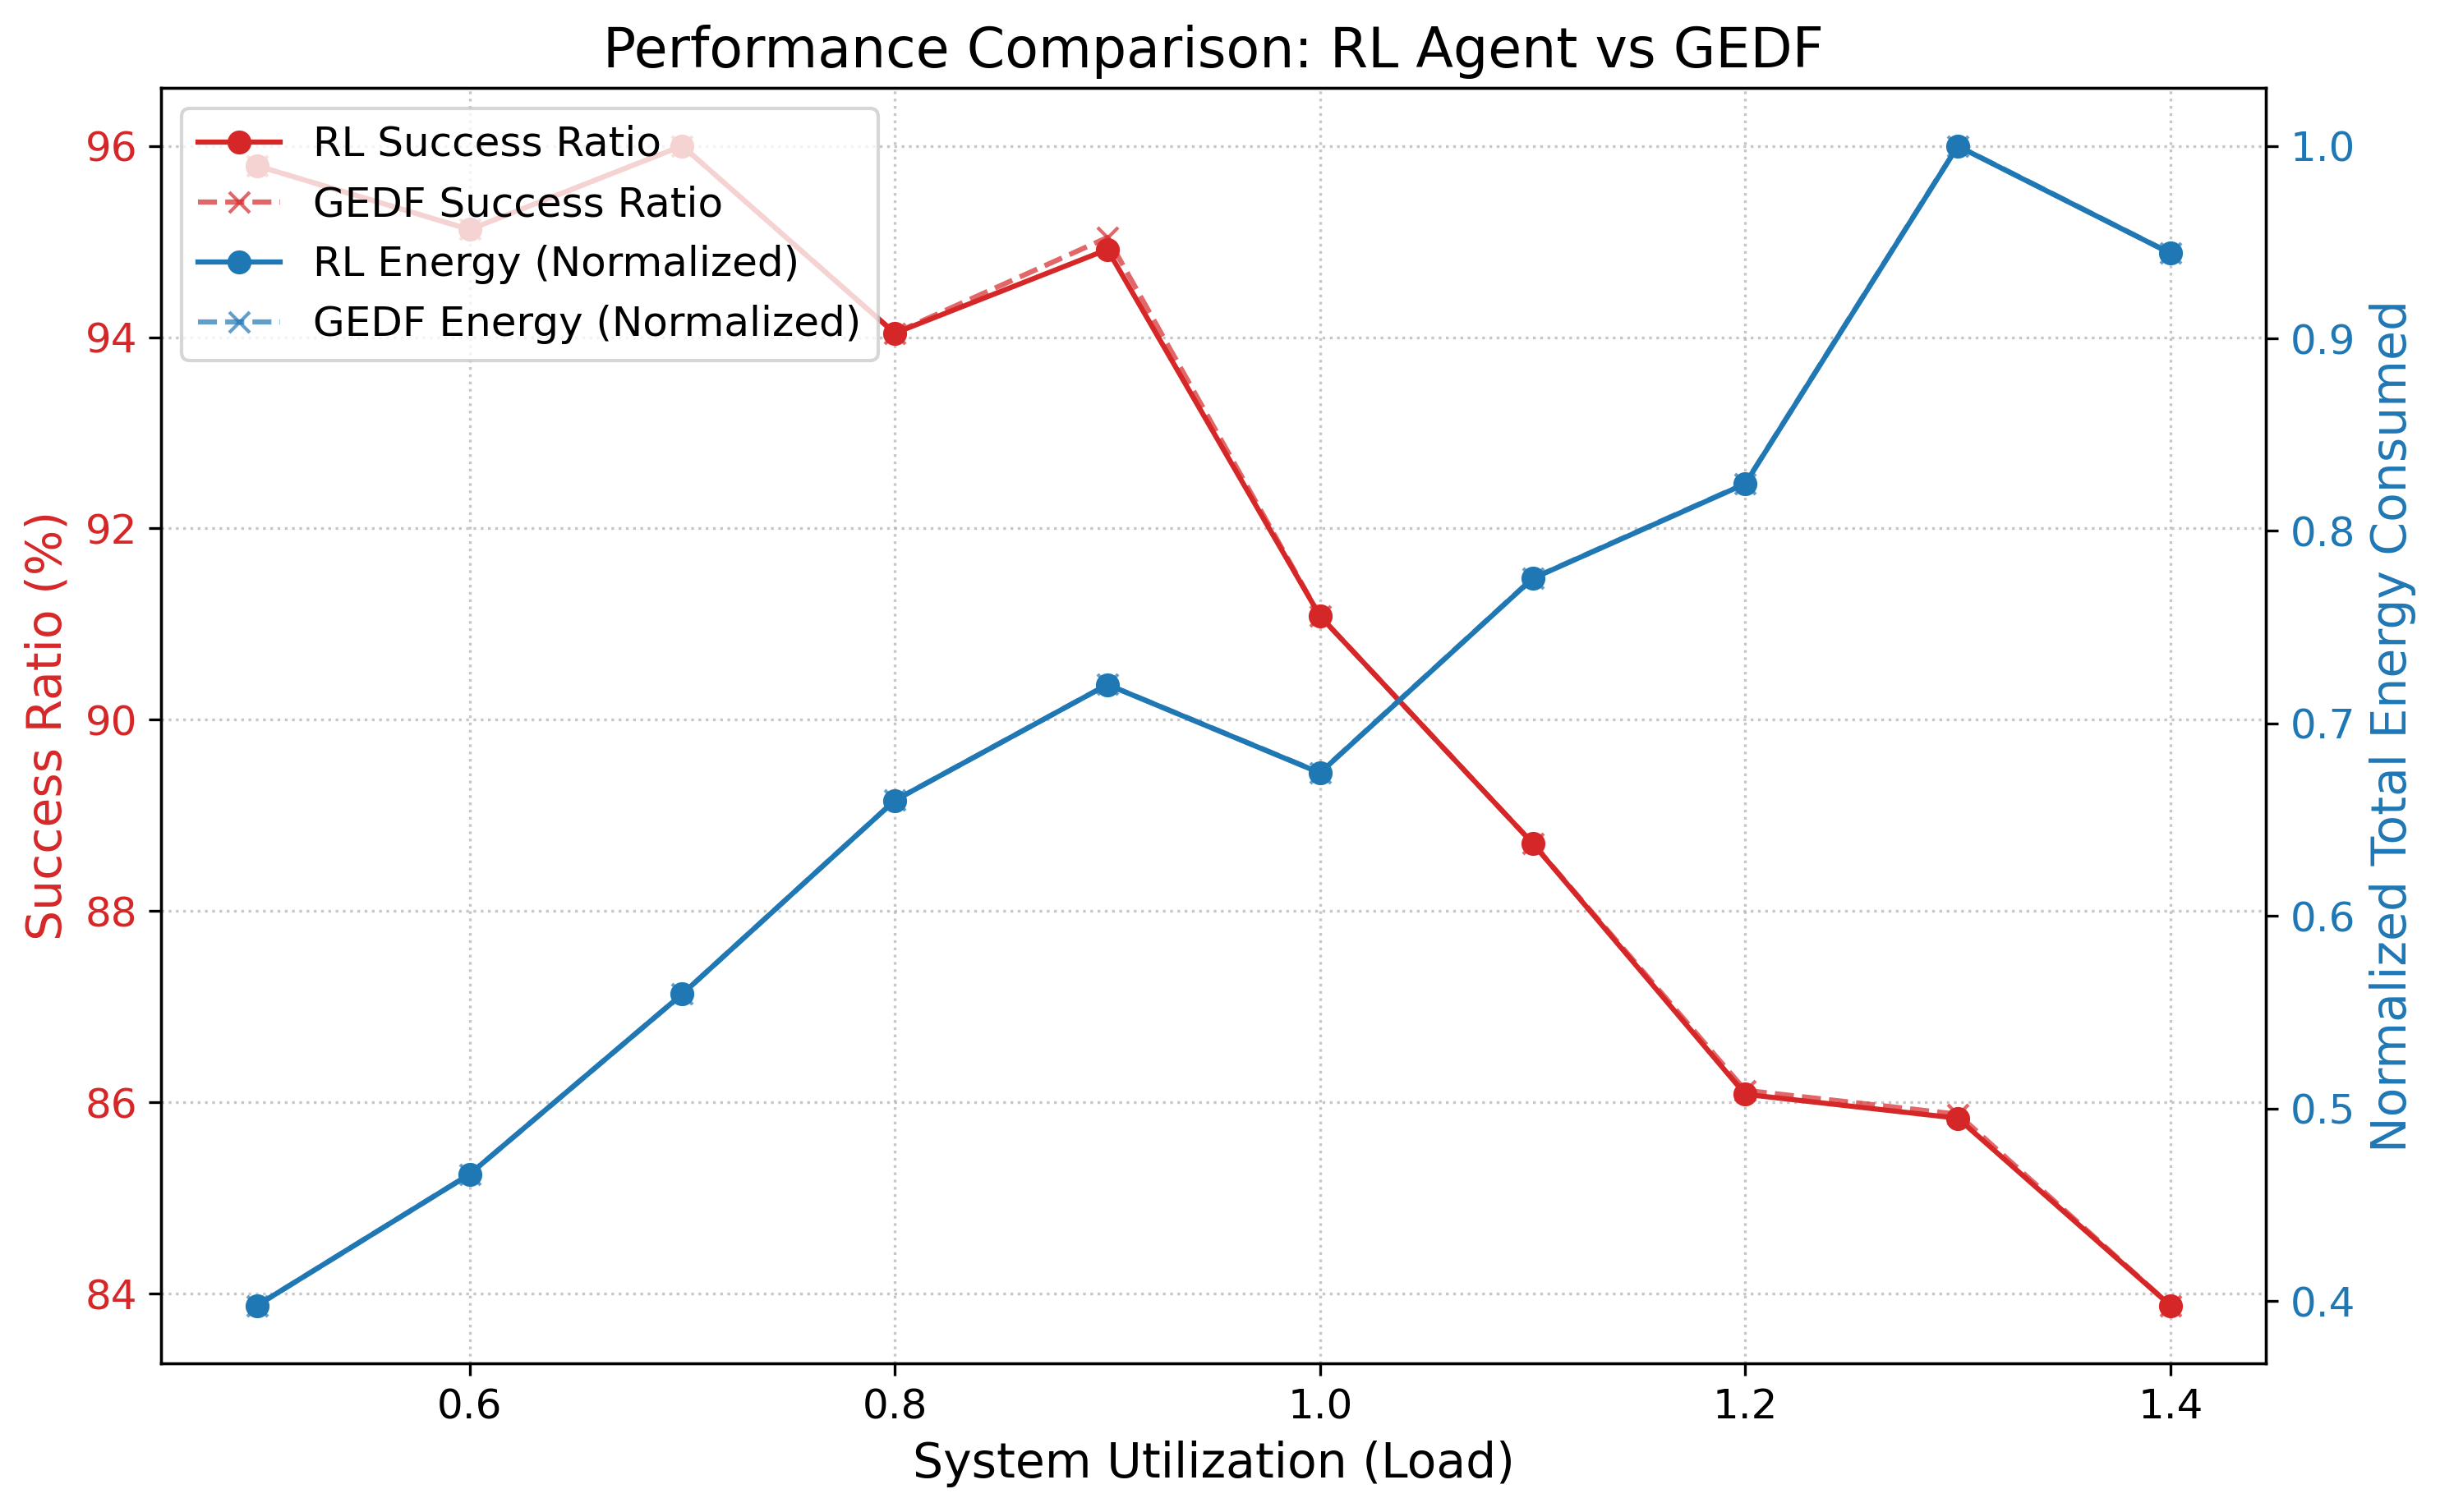 Performance Comparison: RL Agent vs GEDF
RL Success Ratio
GEDF Success Ratio
RL Energy (Normalized)
GEDF Energy (Normalized)
Success Ratio (%)
96
94
92
90
88
86
84
1.0
0.9
0.8
0.7
0.6
0.5
0.4
Normalized Total Energy Consumed
0.6 0.8 1.0 1.2 1.4
System Utilization (Load)